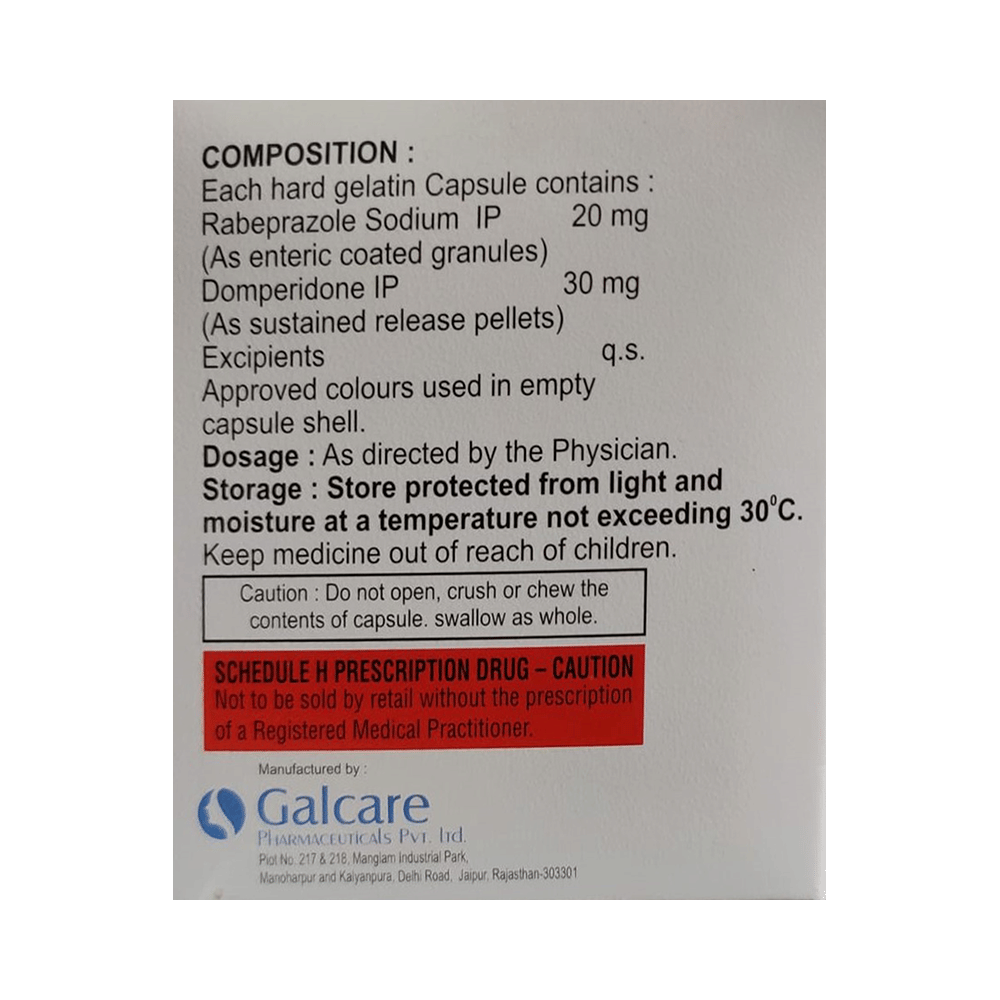 COMPOSITION :
Each hard gelatin Capsule contains :
Rabeprazole Sodium IP 20 mg
(As enteric coated granules)
Domperidone IP 30 mg
(As sustained release pellets)
Excipients q.s.
Approved colours used in empty
capsule shell.
Dosage : As directed by the Physician.
Storage : Store protected from light and
moisture at a temperature not exceeding 30⁰C.
Keep medicine out of reach of children.
Caution : Do not open, crush or chew the
contents of capsule. swallow as whole.
SCHEDULE H PRESCRIPTION DRUG – CAUTION
Not to be sold by retail without the prescription
of a Registered Medical Practitioner.
Manufactured by :
Galcare
PHARMACEUTICALS PVT. LTD.
Plot No. 217 & 218, Manglam Industrial Park,
Manoharpur and Kalyanpura, Delhi Road, Jaipur, Rajasthan-303301